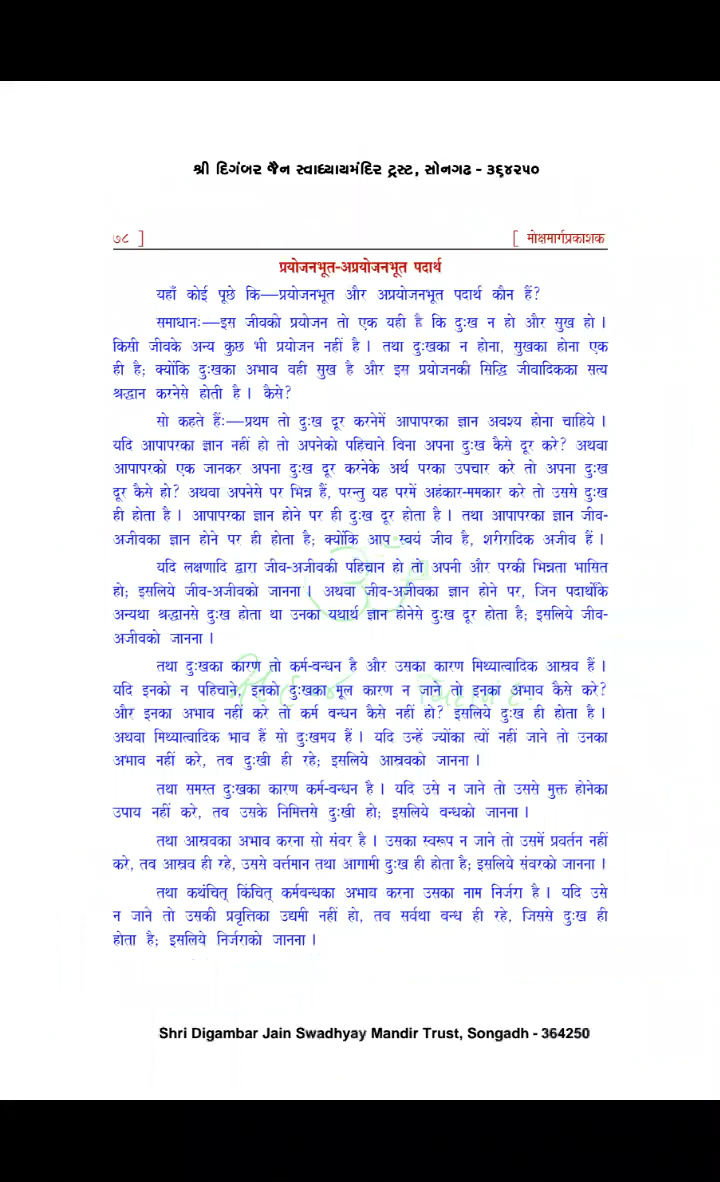 શ્રી દિગંબર જૈન સ્વાધ્યાયમંદિર ટ્રસ્ટ, સોનગઢ - ૩૬૪૨૫૦
७८ ]
[ मोक्षमार्गप्रकाशक
प्रयोजनभूत-अप्रयोजनभूत पदार्थ
यहाँ कोई पूछे कि—प्रयोजनभूत और अप्रयोजनभूत पदार्थ कौन हैं?
समाधानः—इस जीवको प्रयोजन तो एक यही है कि दुःख न हो और सुख हो।
किसी जीवके अन्य कुछ भी प्रयोजन नहीं है। तथा दुःखका न होना, सुखका होना एक
ही है; क्योंकि दुःखका अभाव वही सुख है और इस प्रयोजनकी सिद्धि जीवादिकका सत्य
श्रद्धान करनेसे होती है। कैसे?
सो कहते हैंः—प्रथम तो दुःख दूर करनेमें आपापरका ज्ञान अवश्य होना चाहिये।
यदि आपापरका ज्ञान नहीं हो तो अपनेको पहिचाने बिना अपना दुःख कैसे दूर करे? अथवा
आपापरको एक जानकर अपना दुःख दूर करनेके अर्थ परका उपचार करे तो अपना दुःख
दूर कैसे हो? अथवा अपनेसे पर भिन्न हैं, परन्तु यह परमें अहंकार-ममकार करे तो उससे दुःख
ही होता है। आपापरका ज्ञान होने पर ही दुःख दूर होता है। तथा आपापरका ज्ञान जीव-
अजीवका ज्ञान होने पर ही होता है; क्योंकि आप स्वयं जीव है, शरीरादिक अजीव हैं।
यदि लक्षणादि द्वारा जीव-अजीवकी पहिचान हो तो अपनी और परकी भिन्नता भासित
हो; इसलिये जीव-अजीवको जानना। अथवा जीव-अजीवका ज्ञान होने पर, जिन पदार्थोंके
अन्यथा श्रद्धानसे दुःख होता था उनका यथार्थ ज्ञान होनेसे दुःख दूर होता है; इसलिये जीव-
अजीवको जानना।
तथा दुःखका कारण तो कर्म-बन्धन है और उसका कारण मिथ्यात्वादिक आस्रव हैं।
यदि इनको न पहिचाने, इनको दुःखका मूल कारण न जाने तो इनका अभाव कैसे करे?
और इनका अभाव नहीं करे तो कर्म बन्धन कैसे नहीं हो? इसलिये दुःख ही होता है।
अथवा मिथ्यात्वादिक भाव हैं सो दुःखमय हैं। यदि उन्हें ज्योंका त्यों नहीं जाने तो उनका
अभाव नहीं करे, तब दुःखी ही रहे; इसलिये आस्रवको जानना।
तथा समस्त दुःखका कारण कर्म-बन्धन है। यदि उसे न जाने तो उससे मुक्त होनेका
उपाय नहीं करे, तब उसके निमित्तसे दुःखी हो; इसलिये बन्धको जानना।
तथा आस्रवका अभाव करना सो संवर है। उसका स्वरूप न जाने तो उसमें प्रवर्तन नहीं
करे, तब आस्रव ही रहे, उससे वर्त्तमान तथा आगामी दुःख ही होता है; इसलिये संवरको जानना।
तथा कथंचित् किंचित् कर्मबन्धका अभाव करना उसका नाम निर्जरा है। यदि उसे
न जाने तो उसकी प्रवृत्तिका उद्यमी नहीं हो, तब सर्वथा बन्ध ही रहे, जिससे दुःख ही
होता है; इसलिये निर्जराको जानना।
Shri Digambar Jain Swadhyay Mandir Trust, Songadh - 364250